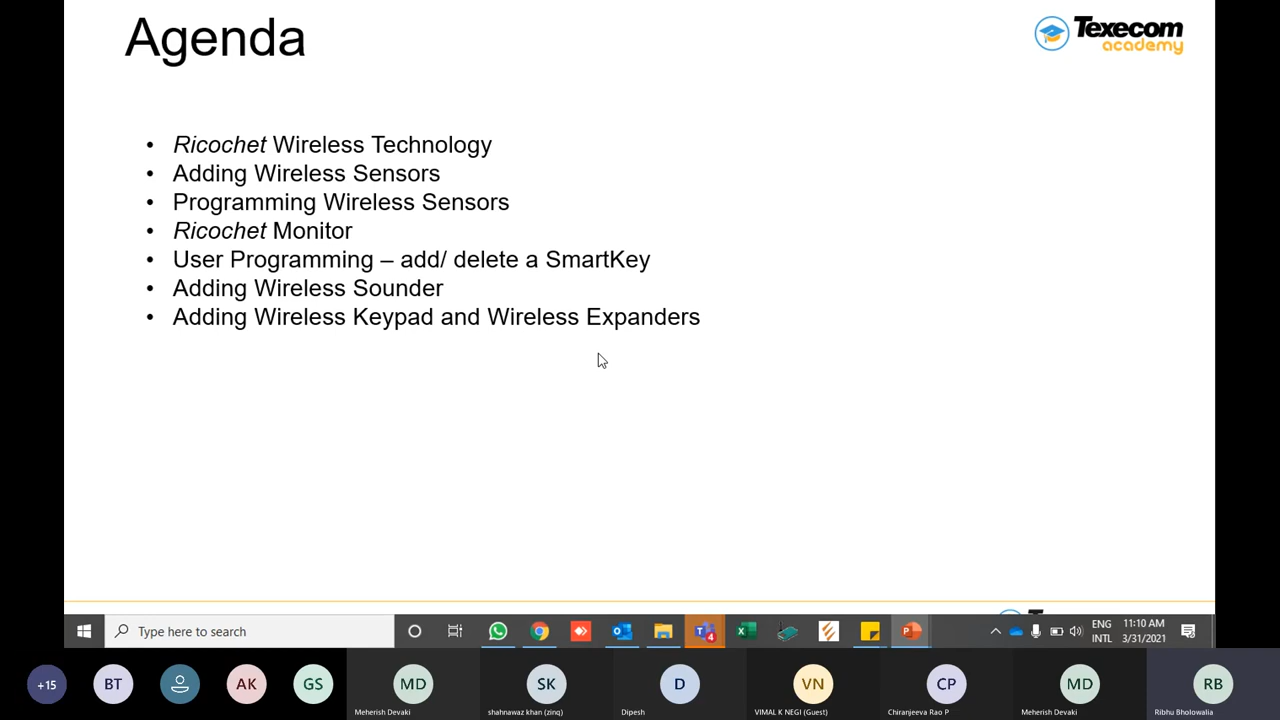 Agenda
Texecom
academy
• Ricochet Wireless Technology
• Adding Wireless Sensors
• Programming Wireless Sensors
• Ricochet Monitor
• User Programming – add/ delete a SmartKey
• Adding Wireless Sounder
• Adding Wireless Keypad and Wireless Expanders
Type here to search
4
ENG
INTL
11:10 AM
3/31/2021
+15
BT
AK
GS
MD
SK
D
VN
CP
MD
RB
Meherish Devaki
shahnawaz khan (zinq)
Dipesh
VIMAL K NEGI (Guest)
Chiranjeeva Rao P
Meherish Devaki
Ribhu Bholowalia